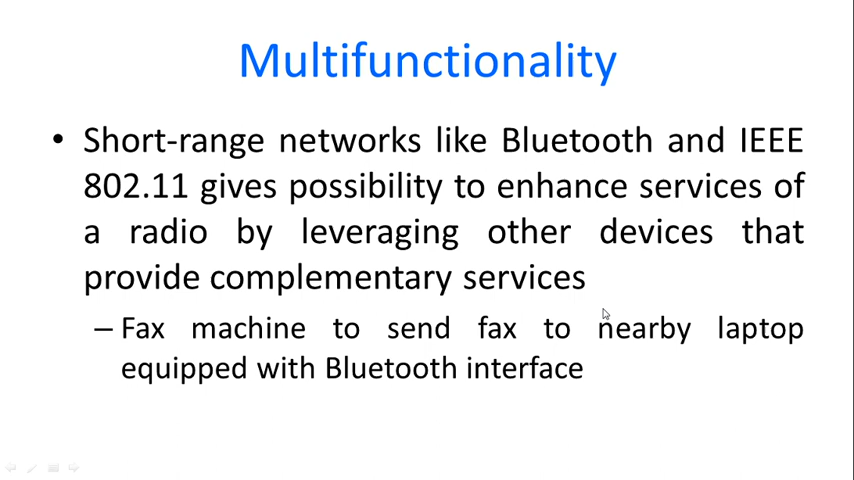 Multifunctionality
• Short-range networks like Bluetooth and IEEE
802.11 gives possibility to enhance services of
a radio by leveraging other devices that
provide complementary services
– Fax machine to send fax to nearby laptop
equipped with Bluetooth interface